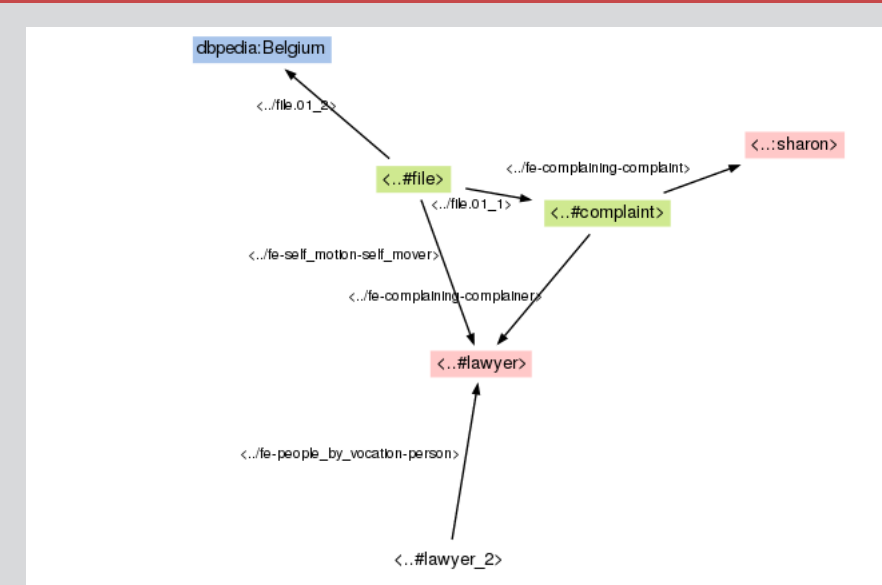 dbpedia:Belgium
<../file.01_2>
<..:sharon>
<../fe-complaining-complaint>
<..#file>
<../file.01_1>
<..#complaint>
<../fe-self_motion-self_mover>
<../fe-complaining-complainer>
<..#lawyer>
<../fe-people_by_vocation-person>
<..#lawyer_2>